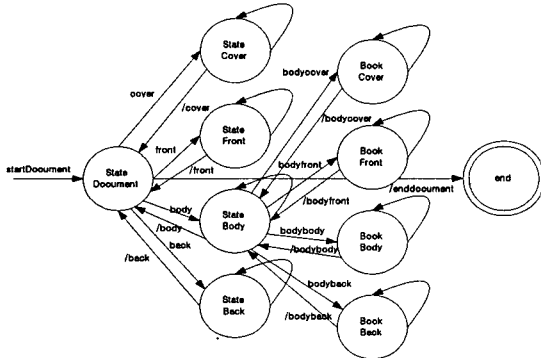 State
Cover
Book
Cover
cover
bodycover
/cover
/bodycover
State
Front
Book
Front
front
/front
bodyfront
/bodyfront
startDocument
State
Document
/enddocument
end
body
/body
State
Body
bodybody
/bodybody
Book
Body
back
/back
State
Back
bodyback
/bodyback
Book
Back